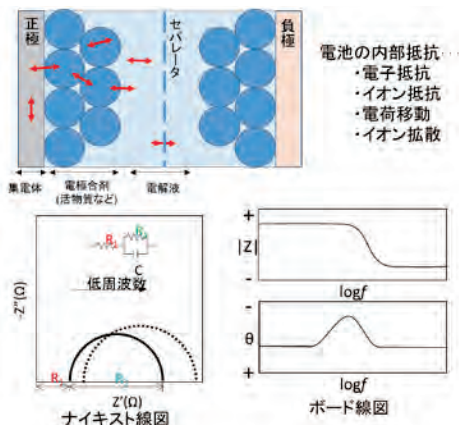 正極
セパレータ
負極
電池の内部抵抗・・・
・電子抵抗
・イオン抵抗
・電荷移動
・イオン拡散
集電体
電極合剤
(活物質など)
電解液
C
低周波数
-Z"(Ω)
Z'(Ω)
ナイキスト線図
+
|Z|
-
logf
-
θ
+
logf
ボード線図